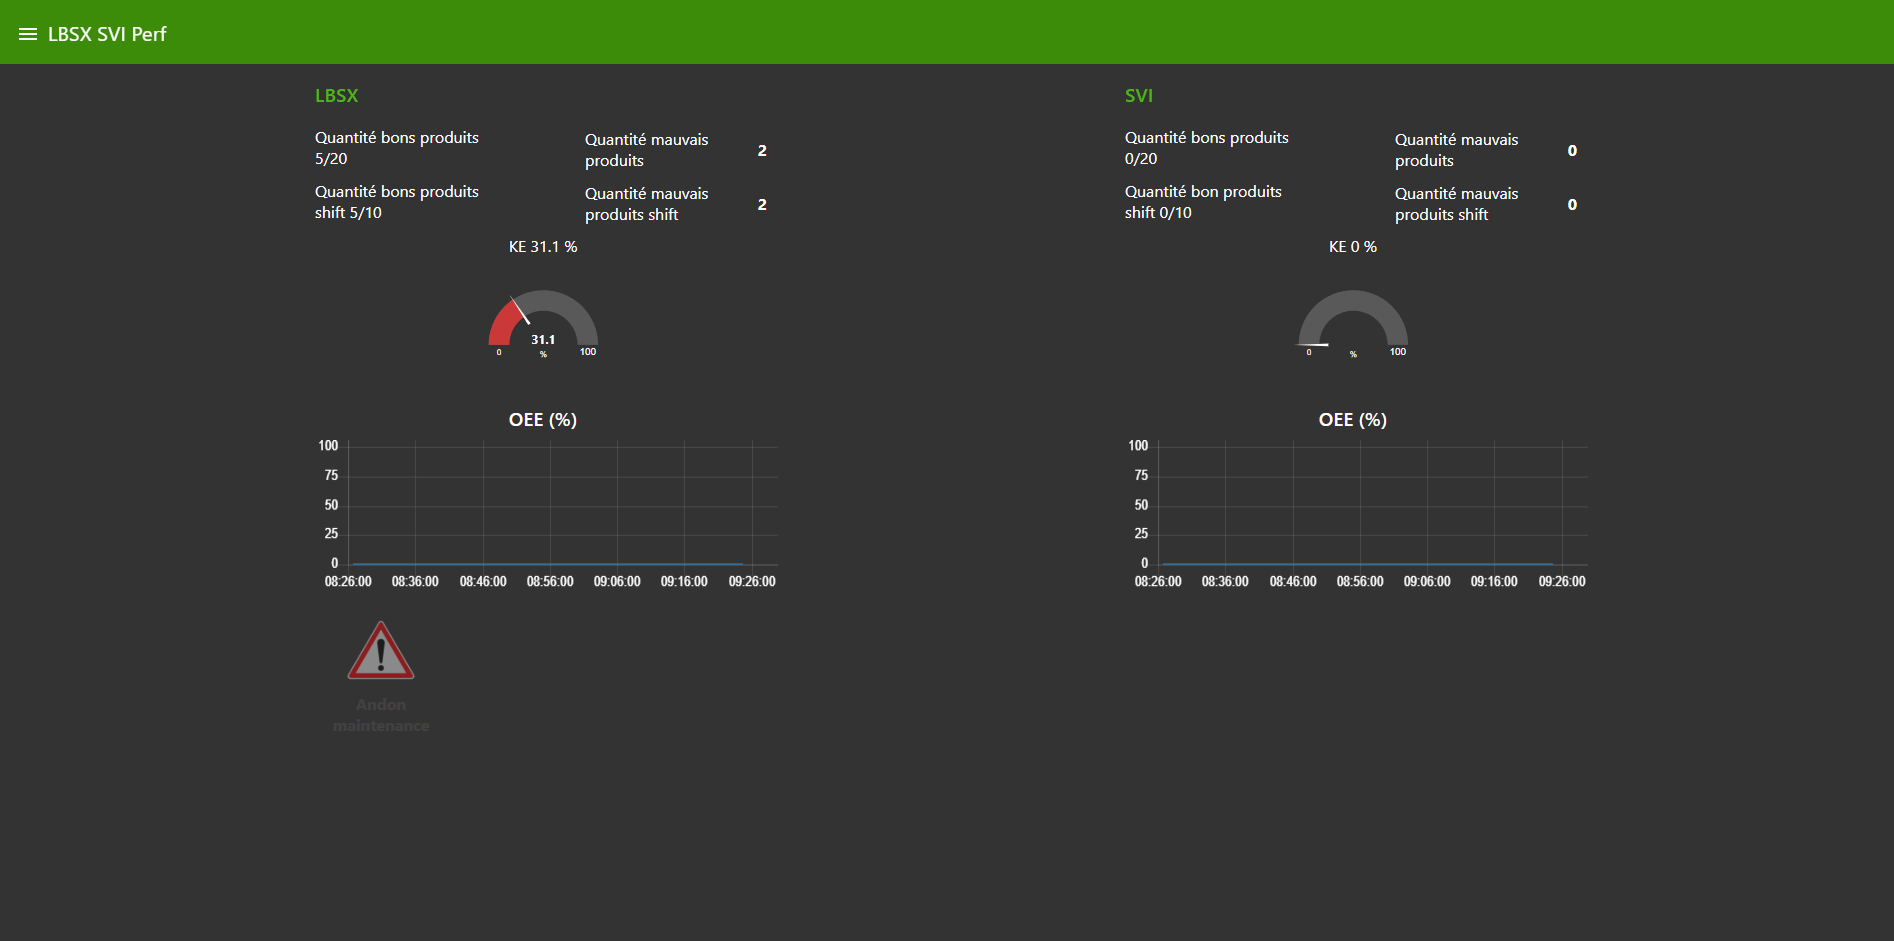 LBSX SVI Perf
LBSX
Quantité bons produits
5/20
Quantité mauvais
produits
2
Quantité bons produits
shift 5/10
Quantité mauvais
produits shift
2
KE 31.1 %
31.1
0
%
100
OEE (%)
100
75
50
25
0
08:26:00 08:36:00 08:46:00 08:56:00 09:06:00 09:16:00 09:26:00
Andon
maintenance
SVI
Quantité bons produits
0/20
Quantité mauvais
produits
0
Quantité bon produits
shift 0/10
Quantité mauvais
produits shift
0
KE 0 %
0
%
100
OEE (%)
100
75
50
25
0
08:26:00 08:36:00 08:46:00 08:56:00 09:06:00 09:16:00 09:26:00